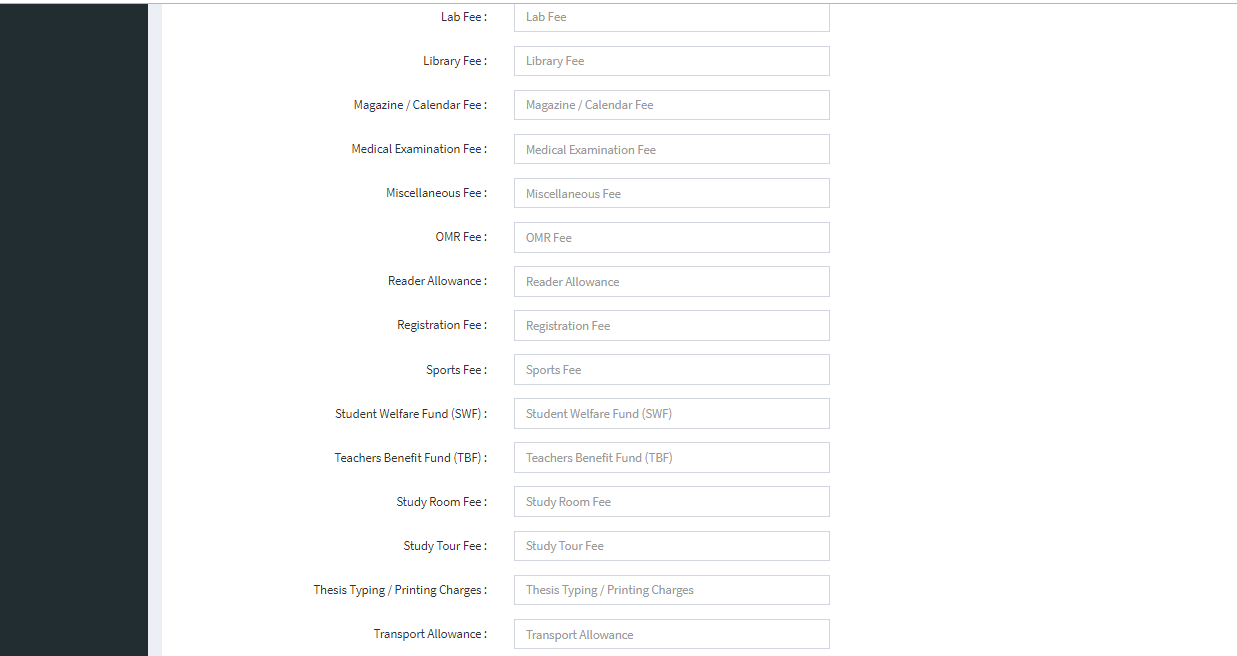 Lab Fee : Lab Fee
Library Fee : Library Fee
Magazine / Calendar Fee : Magazine / Calendar Fee
Medical Examination Fee : Medical Examination Fee
Miscellaneous Fee : Miscellaneous Fee
OMR Fee : OMR Fee
Reader Allowance : Reader Allowance
Registration Fee : Registration Fee
Sports Fee : Sports Fee
Student Welfare Fund (SWF) : Student Welfare Fund (SWF)
Teachers Benefit Fund (TBF) : Teachers Benefit Fund (TBF)
Study Room Fee : Study Room Fee
Study Tour Fee : Study Tour Fee
Thesis Typing / Printing Charges : Thesis Typing / Printing Charges
Transport Allowance : Transport Allowance